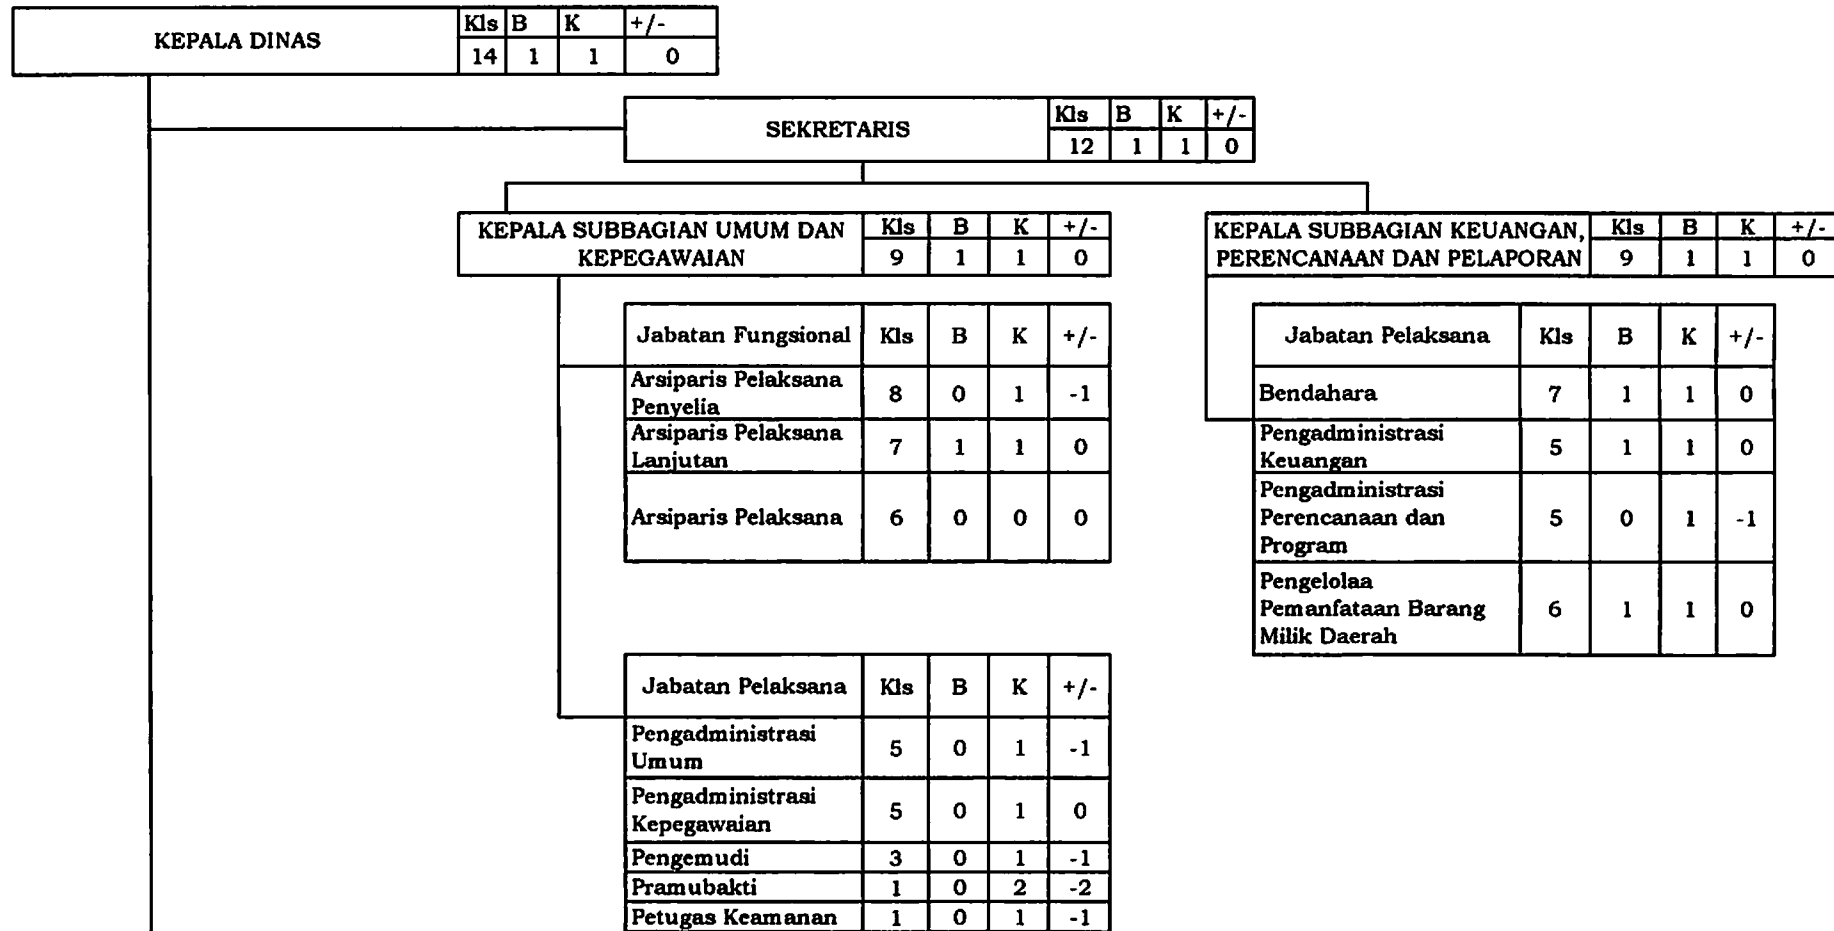 KEPALA DINAS Kls B K +/-
14 1 1 0
SEKRETARIS Kls B K +/-
12 1 1 0
KEPALA SUBBAGIAN UMUM DAN Kls B K +/-
KEPEGAWAIAN 9 1 1 0
KEPALA SUBBAGIAN KEUANGAN, Kls B K +/-
PERENCANAAN DAN PELAPORAN 9 1 1 0
Jabatan Fungsional Kls B K +/-
Arsiparis Pelaksana
Penyelia 8 0 1 -1
Arsiparis Pelaksana
Lanjutan 7 1 1 0
Arsiparis Pelaksana 6 0 0 0
Jabatan Pelaksana Kls B K +/-
Bendahara 7 1 1 0
Pengadministrasi
Keuangan 5 1 1 0
Pengadministrasi
Perencanaan dan 5 0 1 -1
Program
Pengelolaa
Pemanfataan Barang 6 1 1 0
Milik Daerah
Jabatan Pelaksana Kls B K +/-
Pengadministrasi
Umum 5 0 1 -1
Pengadministrasi
Kepegawaian 5 0 1 0
Pengemudi 3 0 1 -1
Pramubakti 1 0 2 -2
Petugas Keamanan 1 0 1 -1